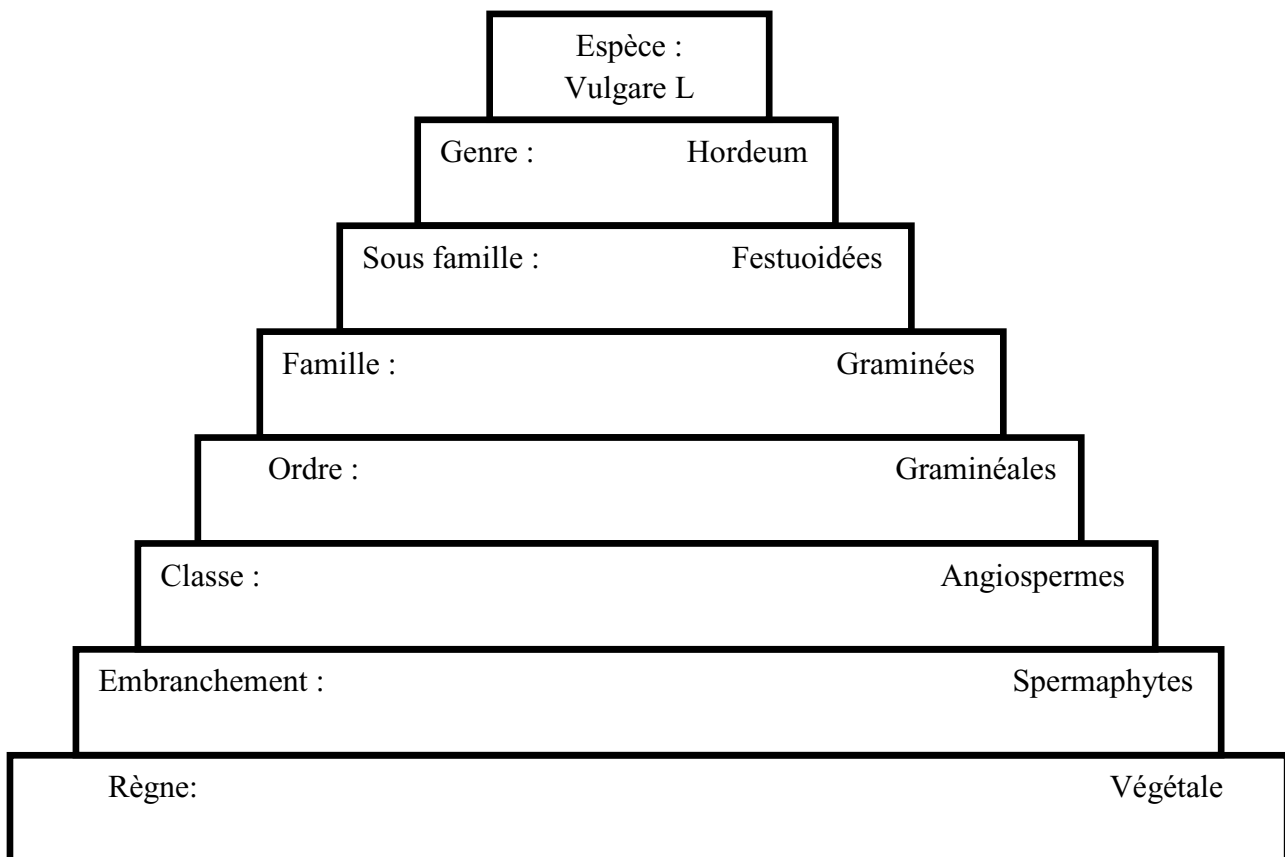 Espèce :
Vulgare L
Genre : Hordeum
Sous famille : Festuoidées
Famille : Graminées
Ordre : Graminéales
Classe : Angiospermes
Embranchement : Spermaphytes
Règne: Végétale